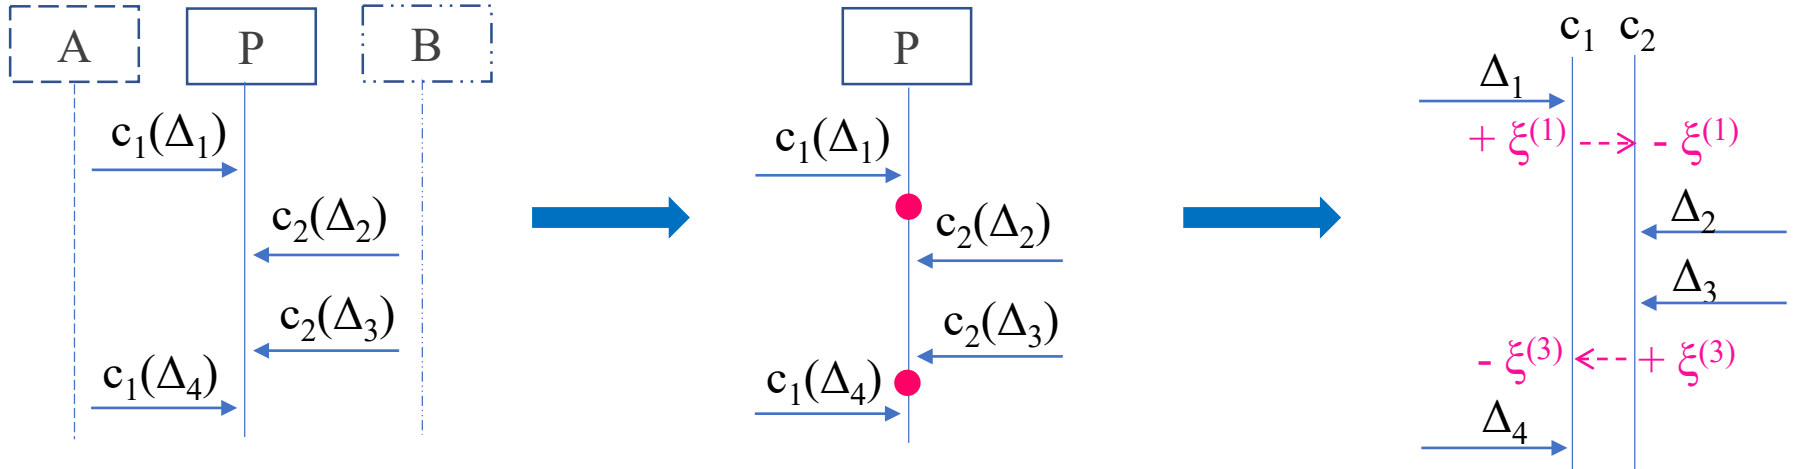 A P B
c₁(Δ₁)
c₂(Δ₂)
c₂(Δ₃)
c₁(Δ₄)
P
c₁(Δ₁)
c₂(Δ₂)
c₂(Δ₃)
c₁(Δ₄)
c₁ c₂
Δ₁
+ ξ⁽¹⁾ - ξ⁽¹⁾
Δ₂
Δ₃
- ξ⁽³⁾ + ξ⁽³⁾
Δ₄